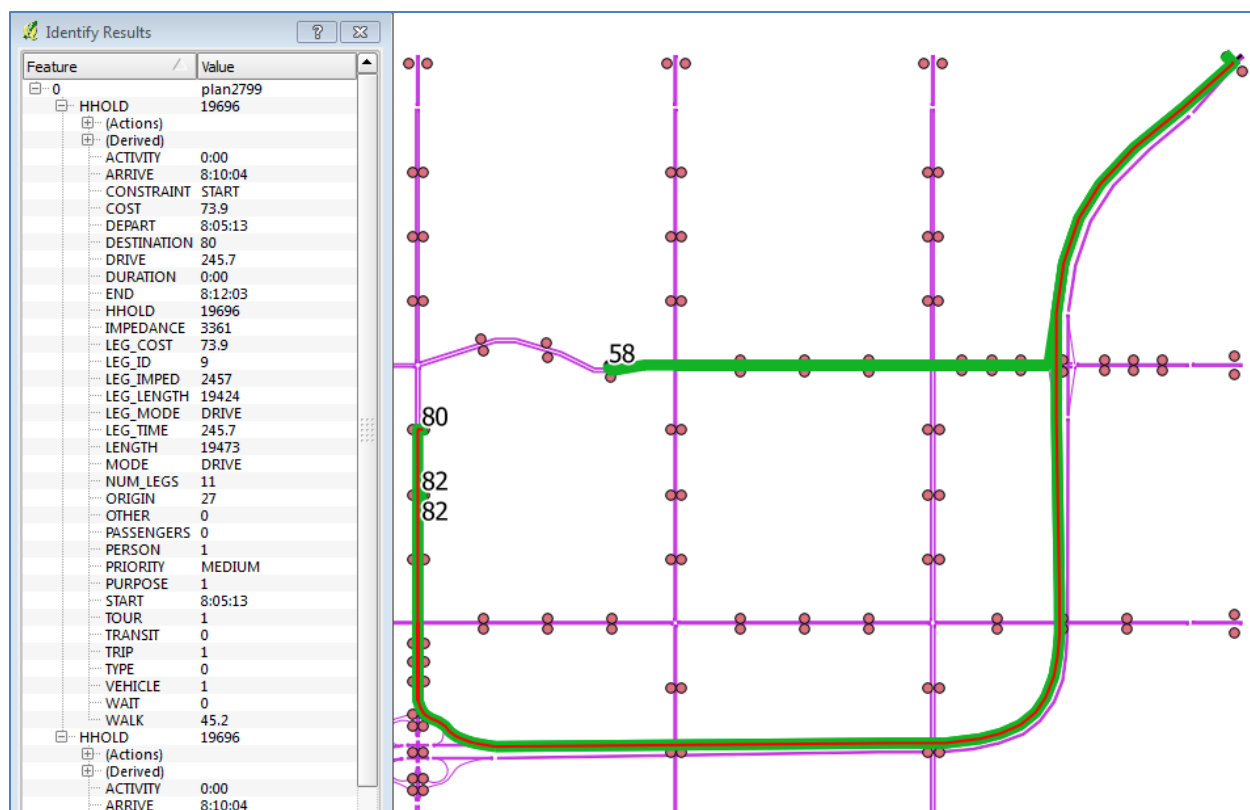 Identify Results
Feature Value
0 plan2799
HHOLD 19696
(Actions)
(Derived)
ACTIVITY 0:00
ARRIVE 8:10:04
CONSTRAINT START
COST 73.9
DEPART 8:05:13
DESTINATION 80
DRIVE 245.7
DURATION 0:00
END 8:12:03
HHOLD 19696
IMPEDANCE 3361
LEG_COST 73.9
LEG_ID 9
LEG_IMPED 2457
LEG_LENGTH 19424
LEG_MODE DRIVE
LEG_TIME 245.7
LENGTH 19473
MODE DRIVE
NUM_LEGS 11
ORIGIN 27
OTHER 0
PASSENGERS 0
PERSON 1
PRIORITY MEDIUM
PURPOSE 1
START 8:05:13
TOUR 1
TRANSIT 0
TRIP 1
TYPE 0
VEHICLE 1
WAIT 0
WALK 45.2
HHOLD 19696
(Actions)
(Derived)
ACTIVITY 0:00
ARRIVE 8:10:04
58
80
82
82